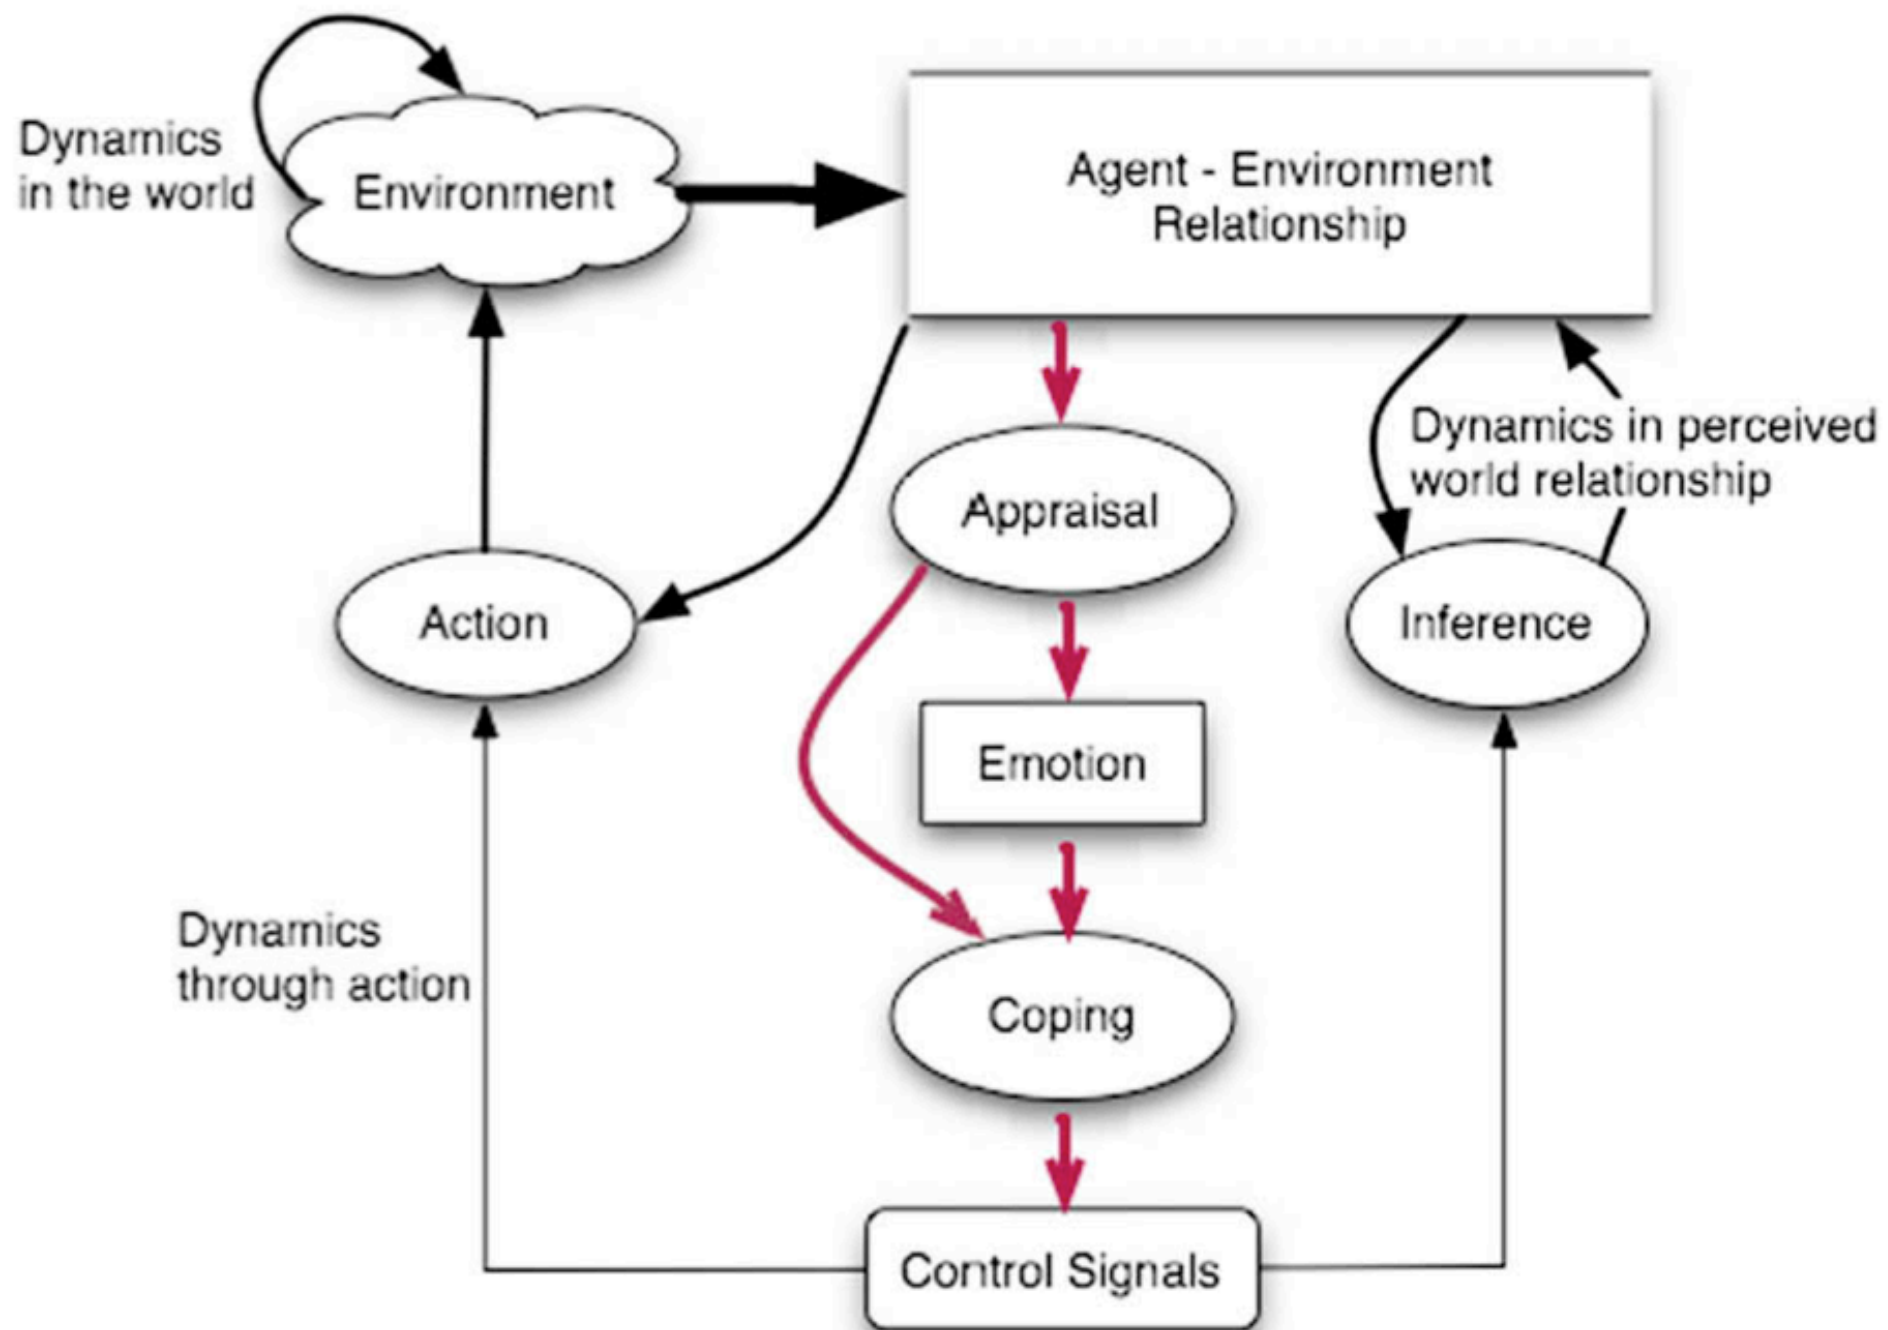 Dynamics
in the world
Environment
Agent - Environment
Relationship
Appraisal
Dynamics in perceived
world relationship
Action
Inference
Emotion
Dynamics
through action
Coping
Control Signals